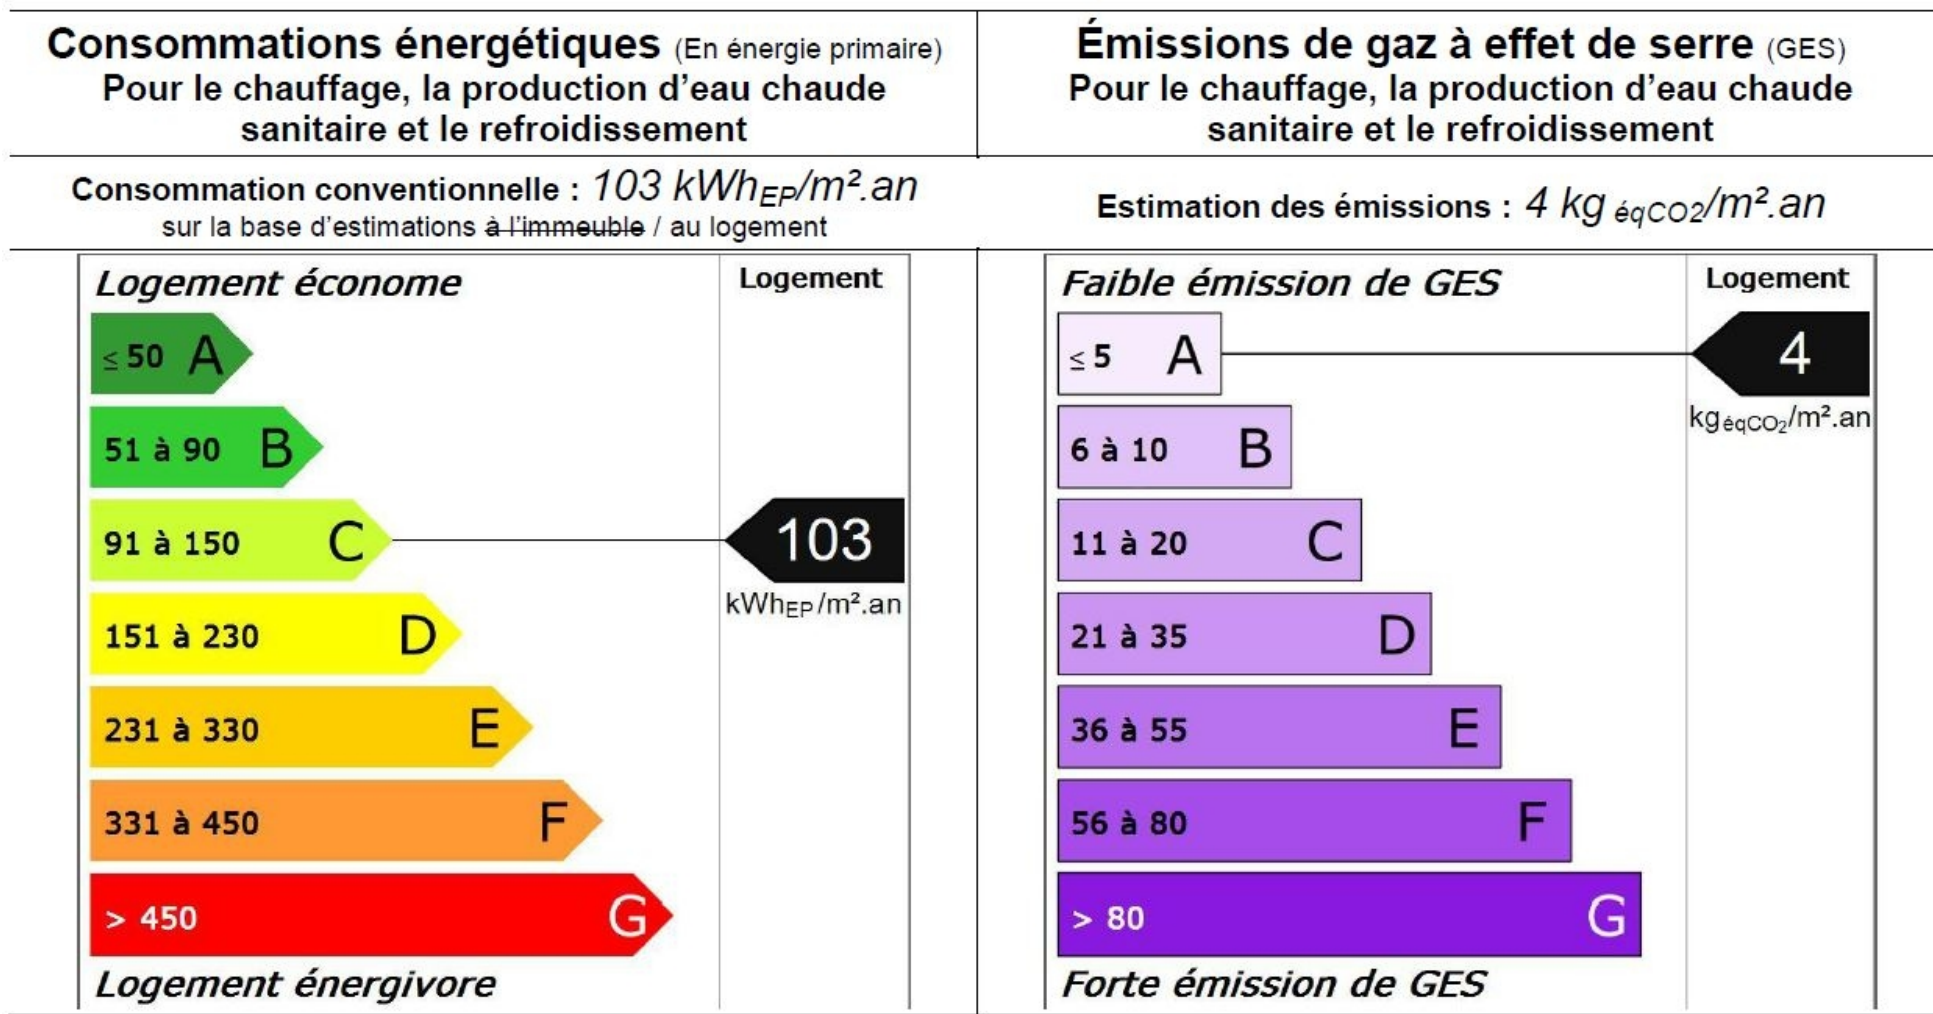 Consommations énergétiques (En énergie primaire)
Pour le chauffage, la production d'eau chaude
sanitaire et le refroidissement
Consommation conventionnelle : 103 kWhEP/m².an
sur la base d'estimations à l'immeuble / au logement
Logement économe
Logement
≤ 50 A
51 à 90 B
91 à 150 C
103
kWhEP/m².an
151 à 230 D
231 à 330 E
331 à 450 F
> 450 G
Logement énergivore
Émissions de gaz à effet de serre (GES)
Pour le chauffage, la production d'eau chaude
sanitaire et le refroidissement
Estimation des émissions : 4 kg éqCO2/m².an
Faible émission de GES
Logement
≤ 5 A
4
kgéqCO2/m².an
6 à 10 B
11 à 20 C
21 à 35 D
36 à 55 E
56 à 80 F
> 80 G
Forte émission de GES